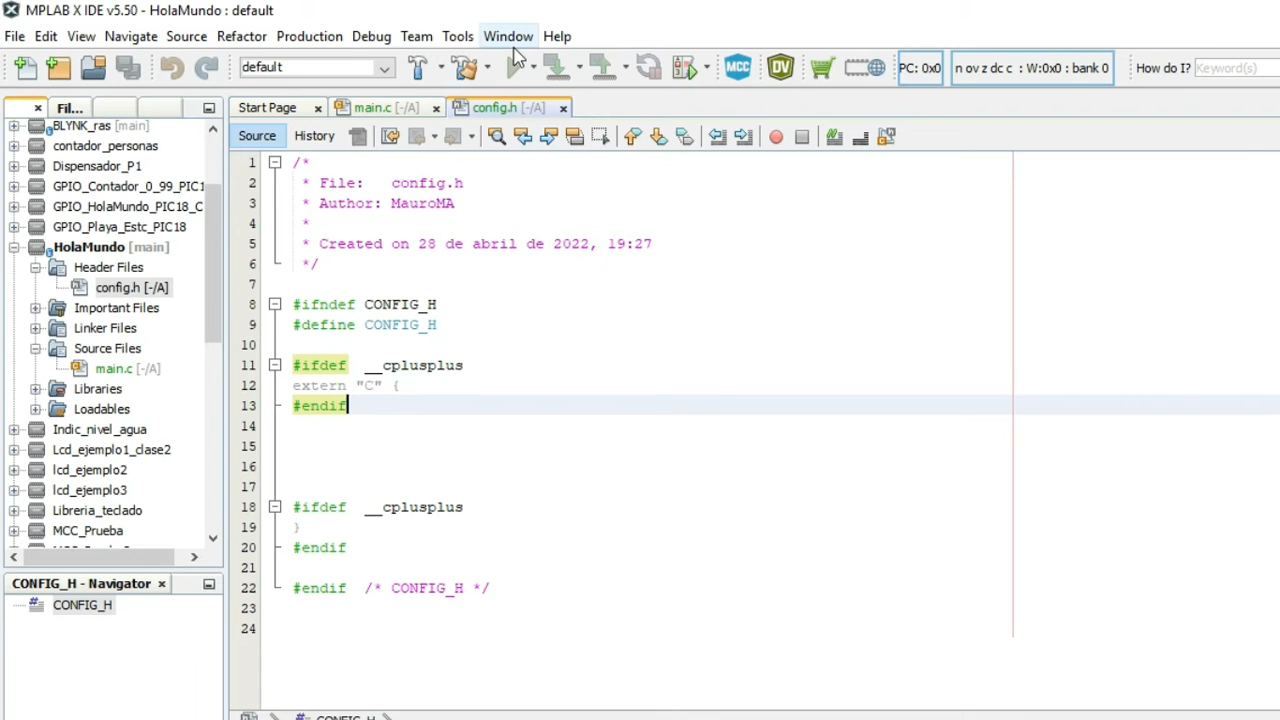 MPLAB X IDE v5.50 - HolaMundo : default
File Edit View Navigate Source Refactor Production Debug Team Tools Window Help
default
MCC
DV
PC: 0x0
n ov z dc c : W:0x0 : bank 0
How do I? Keyword(s)
Fil...
Start Page
main.c [-/A]
config.h [-/A]
Source History
BLYNK_ras [main]
contador_personas
Dispensador_P1
GPIO_Contador_0_99_PIC1
GPIO_HolaMundo_PIC18_C
GPIO_Playa_Estc_PIC18
HolaMundo [main]
Header Files
config.h [-/A]
Important Files
Linker Files
Source Files
main.c [-/A]
Libraries
Loadables
Indic_nivel_agua
Lcd_ejemplo1_clase2
lcd_ejemplo2
lcd_ejemplo3
Libreria_teclado
MCC_Prueba
CONFIG_H - Navigator
CONFIG_H
1 /*
2 * File: config.h
3 * Author: MauroMA
4 *
5 * Created on 28 de abril de 2022, 19:27
6 */
7
8 #ifndef CONFIG_H
9 #define CONFIG_H
10
11 #ifdef __cplusplus
12 extern "C" {
13 #endif
14
15
16
17
18 #ifdef __cplusplus
19 }
20 #endif
21
22 #endif /* CONFIG_H */
23
24